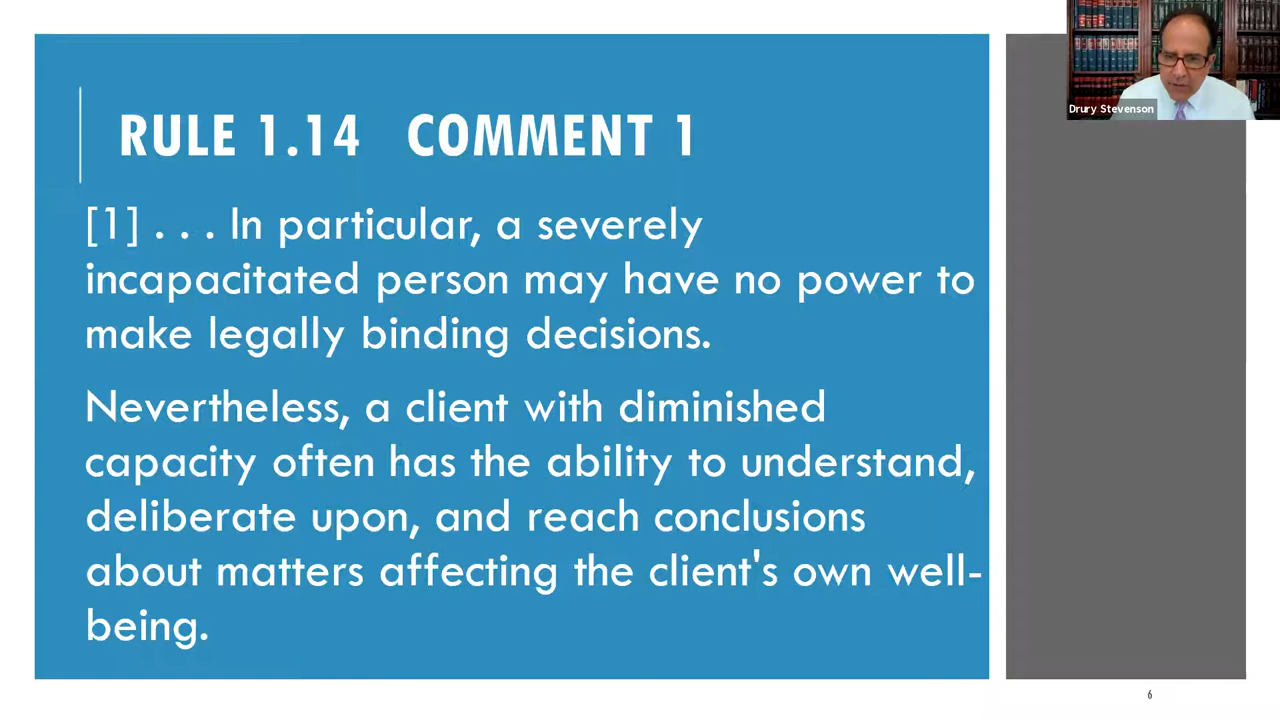 RULE 1.14 COMMENT 1
[1] . . . In particular, a severely
incapacitated person may have no power to
make legally binding decisions.
Nevertheless, a client with diminished
capacity often has the ability to understand,
deliberate upon, and reach conclusions
about matters affecting the client's own well-
being.
Drury Stevenson
6